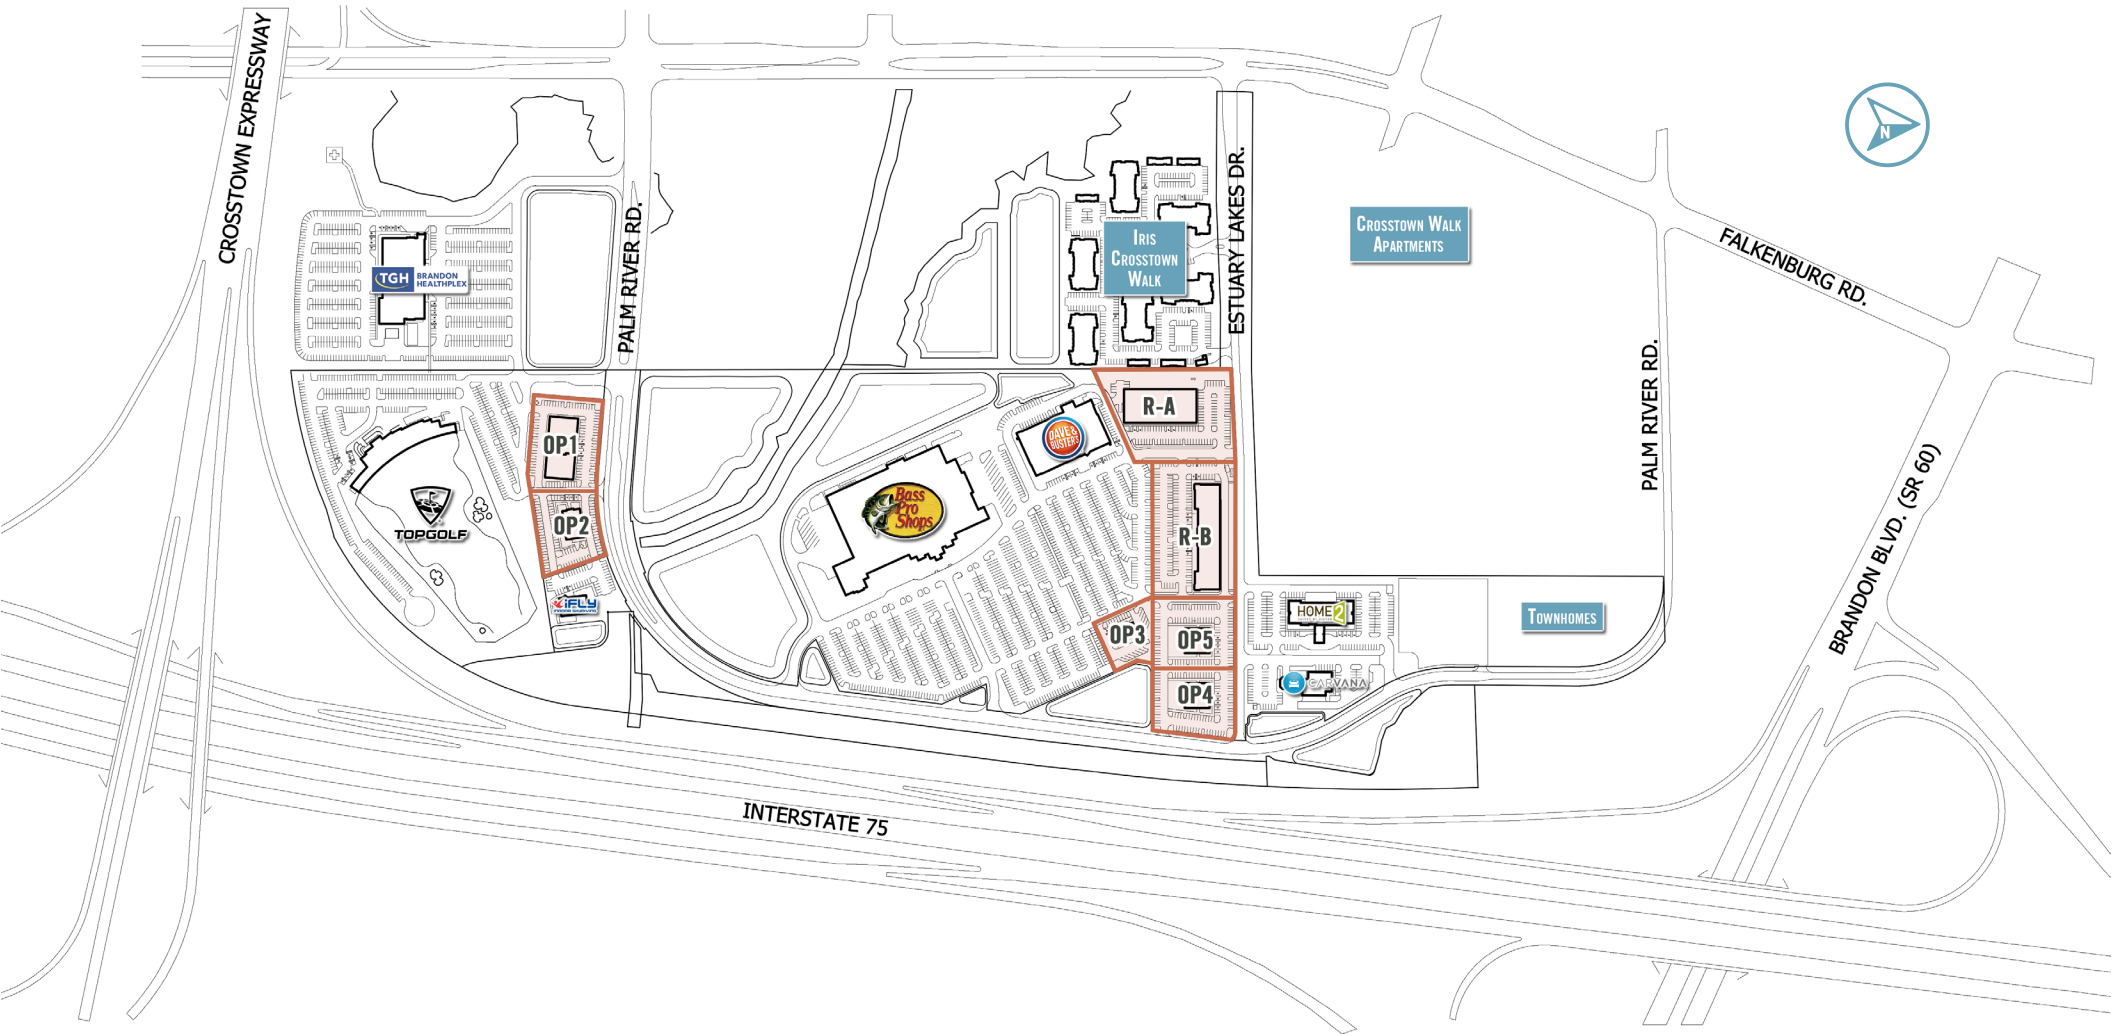 CROSSTOWN EXPRESSWAY
N
PALM RIVER RD.
ESTUARY LAKES DR.
CROSSTOWN WALK
APARTMENTS
IRIS
CROSSTOWN
WALK
FALKENBURG RD.
TGH BRANDON
HEALTHPLEX
PALM RIVER RD.
R-A
OP1
DAVE &
BUSTER'S
BRANDON BLVD. (SR 60)
Bass
Pro
Shops
TOPGOLF
OP2
R-B
iFLY
INDOOR SKYDIVING
HOME2
TOWNHOMES
OP3
OP5
CARVANA
OP4
INTERSTATE 75